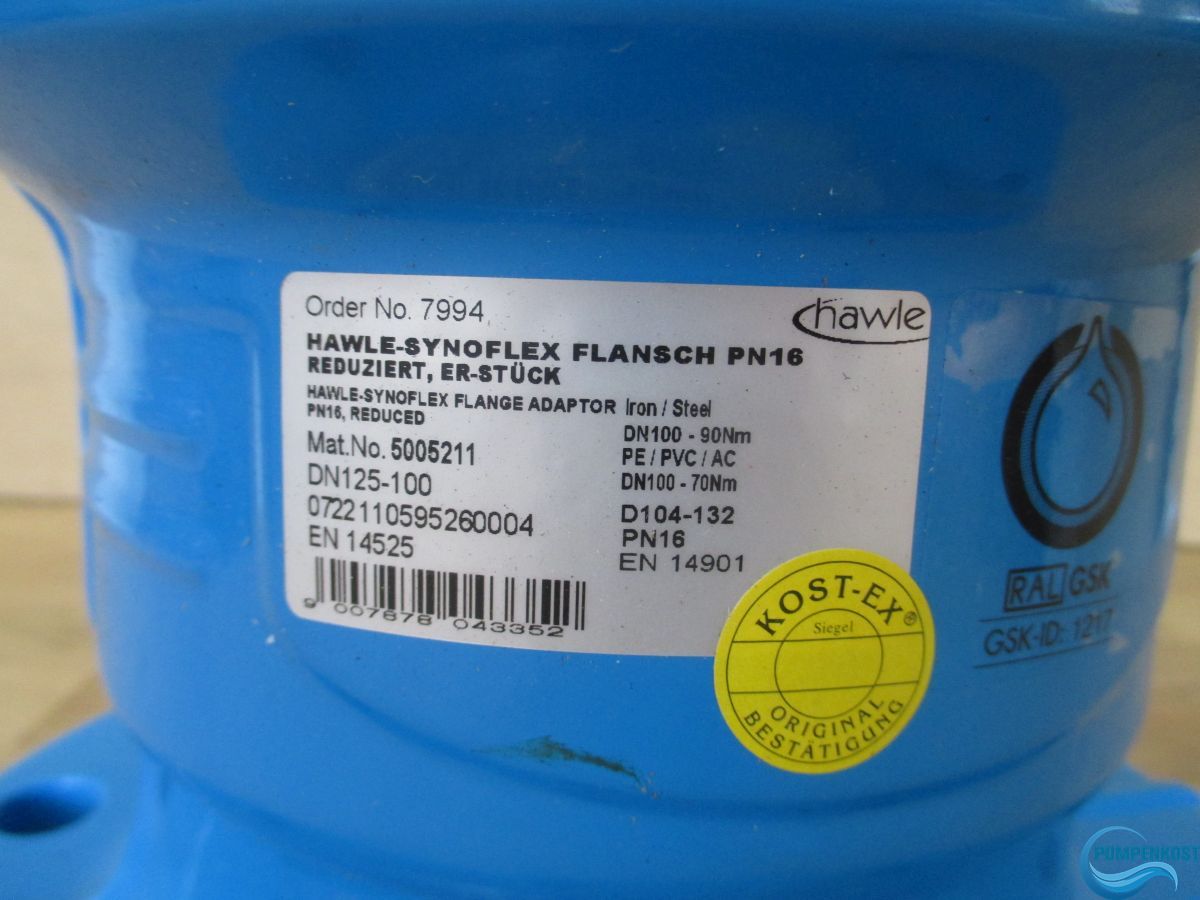 Order No. 7994
hawle
HAWLE-SYNOFLEX FLANSCH PN16
REDUZIERT, ER-STÜCK
HAWLE-SYNOFLEX FLANGE ADAPTOR
PN16, REDUCED
Mat.No. 5005211
DN125-100
0722110595260004
EN 14525
9 007878 043352
Iron / Steel
DN100 - 90Nm
PE / PVC / AC
DN100 - 70Nm
D104-132
PN16
EN 14901
KOST-EX®
Siegel
ORIGINAL
BESTÄTIGUNG
RAL GSK
GSK-ID: 1217
PUMPENKOST